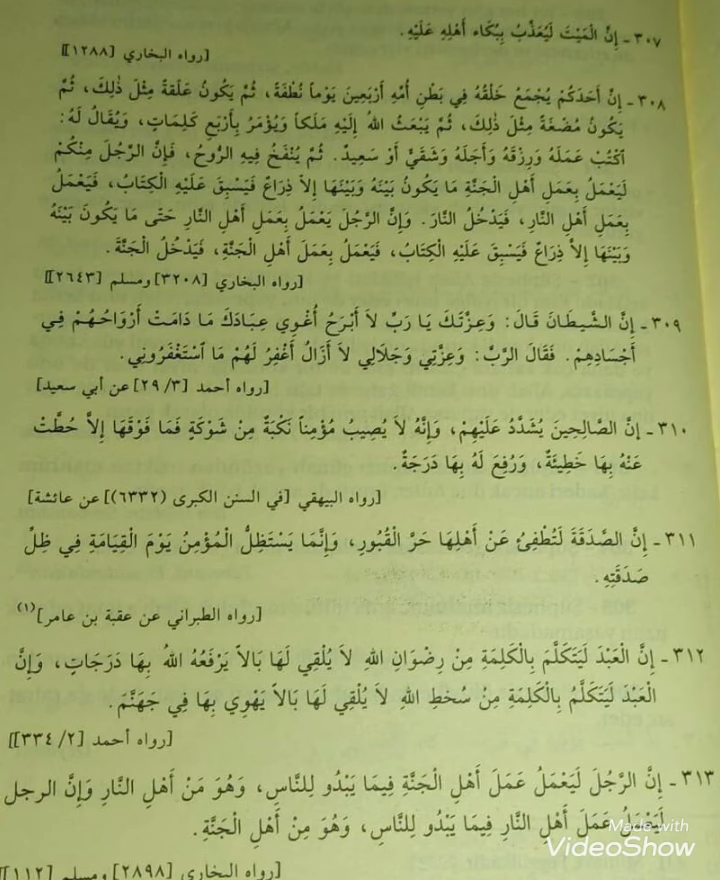 ٣٠٧ - إِنَّ الْمَيْتَ لَيُعَذَّبُ بِبُكَاء أَهْلِهِ عَلَيْهِ.
[رواه البخاري [١٢٨٨]]
٣٠٨ - إِنَّ أَحَدَكُمْ يُجْمَعُ خَلْقُهُ فِي بَطْنِ أُمِّهِ أَرْبَعِينَ يَوْماً نُطْفَةً، ثُمَّ يَكُونُ عَلَقةً مِثْلَ ذَلِكَ، ثُمَّ
يَكُونُ مُضْغَةً مِثْلَ ذَلِكَ، ثُمَّ يَبْعَثُ اللهُ إِلَيْهِ مَلَكاً وَيُؤْمَرُ بِأَرْبَعِ كَلِمَاتٍ، وَيُقَالُ لَهُ:
اُكْتُبْ عَمَلَهُ وَرِزْقَهُ وَأَجَلَهُ وَشَقِيٌّ أَوْ سَعِيدٌ. ثُمَّ يُنْفَخُ فِيهِ الرُّوحُ، فَإِنَّ الرَّجُلَ مِنْكُمْ
لَيَعْمَلُ بِعَمَلِ أَهْلِ الْجَنَّةِ مَا يَكُونُ بَيْنَهُ وَبَيْنَهَا إِلاَّ ذِرَاعٌ فَيَسْبِقَ عَلَيْهِ الْكِتَابُ، فَيَعْمَلُ
بِعَمَلِ أَهْلِ النَّارِ، فَيَدْخُلُ النَّارَ. وَإِنَّ الرَّجُلَ يَعْمَلُ بِعَمَلِ أَهْلِ النَّارِ حَتَّى مَا يَكُونَ بَيْنَهُ
وَبَيْنَهَا إِلاَّ ذِرَاعٌ فَيَسْبِقَ عَلَيْهِ الْكِتَابُ، فَيَعْمَلُ بِعَمَلَ أَهْلِ الْجَنَّةِ، فَيَدْخُلُ الْجَنَّةَ.
[رواه البخاري [٣٢٠٨] ومسلم [٢٦٤٣]]
٣٠٩ - إِنَّ الشَّيْطَانَ قَالَ: وَعِزَّتَكَ يَا رَبِّ لاَ أَبْرَحُ أُغْوِي عِبَادَكَ مَا دَامَتْ أَرْوَاحُهُمْ فِي
أَجْسَادِهِمْ. فَقَالَ الرَّبُّ: وَعِزَّتِي وَجَلاَلِي لاَ أَزَالُ أَغْفِرُ لَهُمْ مَا اسْتَغْفَرُونِي.
[رواه أحمد [٢٩/٣] عن أبي سعيد]
٣١٠ - إِنَّ الصَّالِحِينَ يُشَدَّدُ عَلَيْهِمْ، وَإِنَّهُ لاَ يُصِيبُ مُؤْمِناً نَكْبَةٌ مِنْ شَوْكَةٍ فَمَا فَوْقَهَا إِلاَّ حُطَّتْ
عَنْهُ بِهَا خَطِيئَةٌ، وَرُفِعَ لَهُ بِهَا دَرَجَةٌ.
[رواه البيهقي [في السنن الكبرى (٦٣٣٢)] عن عائشة]
٣١١ - إِنَّ الصَّدَقَةَ لَتُطْفِئُ عَنْ أَهْلِهَا حَرَّ الْقُبُورِ، وَإِنَّمَا يَسْتَظِلُّ الْمُؤْمِنُ يَوْمَ الْقِيَامَةِ فِي ظِلِّ
صَدَقَتِهِ.
[رواه الطبراني عن عقبة بن عامر](١)
٣١٢ - إِنَّ الْعَبْدَ لَيَتَكَلَّمَ بِالْكَلِمَةِ مِنْ رِضْوَانِ اللهِ لاَ يُلْقِي لَهَا بَالاً يَرْفَعُهُ اللهُ بِهَا دَرَجَاتٍ، وَإِنَّ
الْعَبْدَ لَيَتَكَلَّمُ بِالْكَلِمَةِ مِنْ سُخطِ اللهِ لاَ يُلْقِي لَهَا بَالاً يَهْوِي بِهَا فِي جَهَنَّمَ.
[رواه أحمد [٣٣٤/٢]]
٣١٣ - إِنَّ الرَّجُلَ لَيَعْمَلُ عَمَلَ أَهْلِ الْجَنَّةِ فِيمَا يَبْدُو لِلنَّاسِ، وَهُوَ مَنْ أَهْلِ النَّارِ وَإِنَّ الرجل
لَيَعْمَلُ عَمَلَ أَهْلِ النَّارِ فِيمَا يَبْدُو لِلنَّاسِ، وَهُوَ مِنْ أَهْلِ الْجَنَّةِ.
[رواه البخاري [٢٨٩٨] ومسلم [١١٢]]
Made with
VideoShow